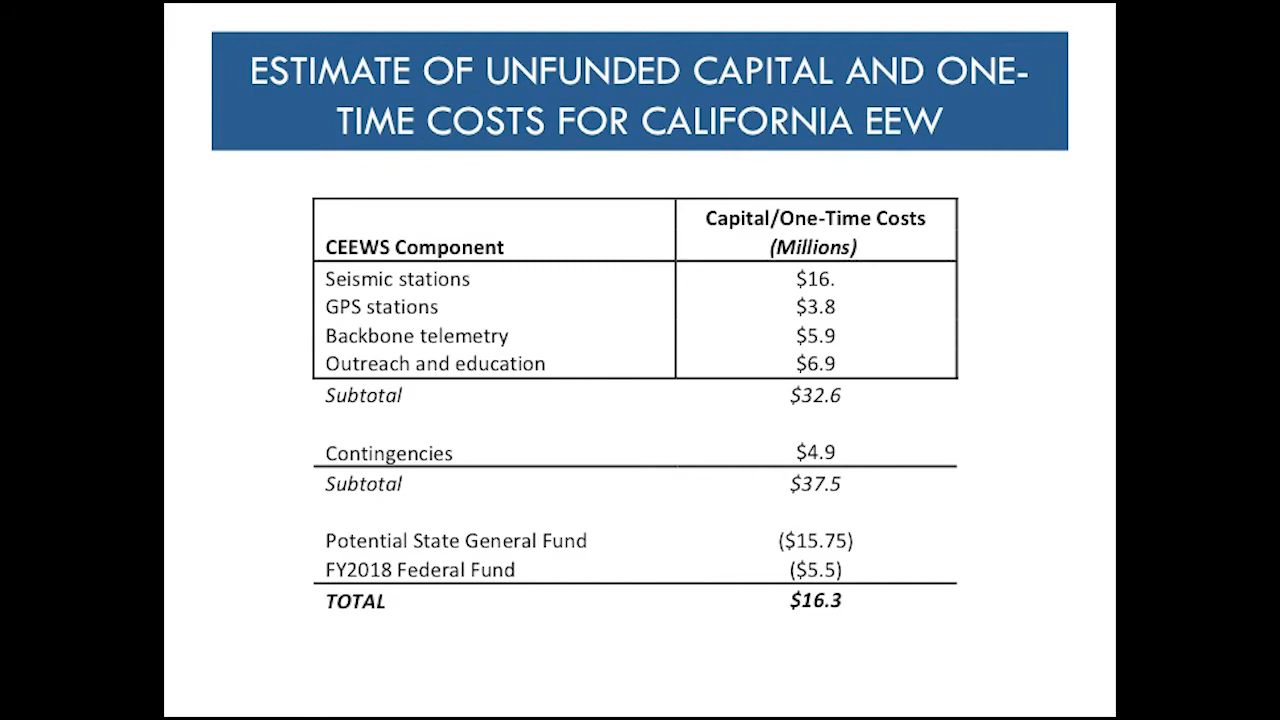 ESTIMATE OF UNFUNDED CAPITAL AND ONE-
TIME COSTS FOR CALIFORNIA EEW
Capital/One-Time Costs
CEEWS Component (Millions)
Seismic stations $16.
GPS stations $3.8
Backbone telemetry $5.9
Outreach and education $6.9
Subtotal $32.6
Contingencies $4.9
Subtotal $37.5
Potential State General Fund ($15.75)
FY2018 Federal Fund ($5.5)
TOTAL $16.3